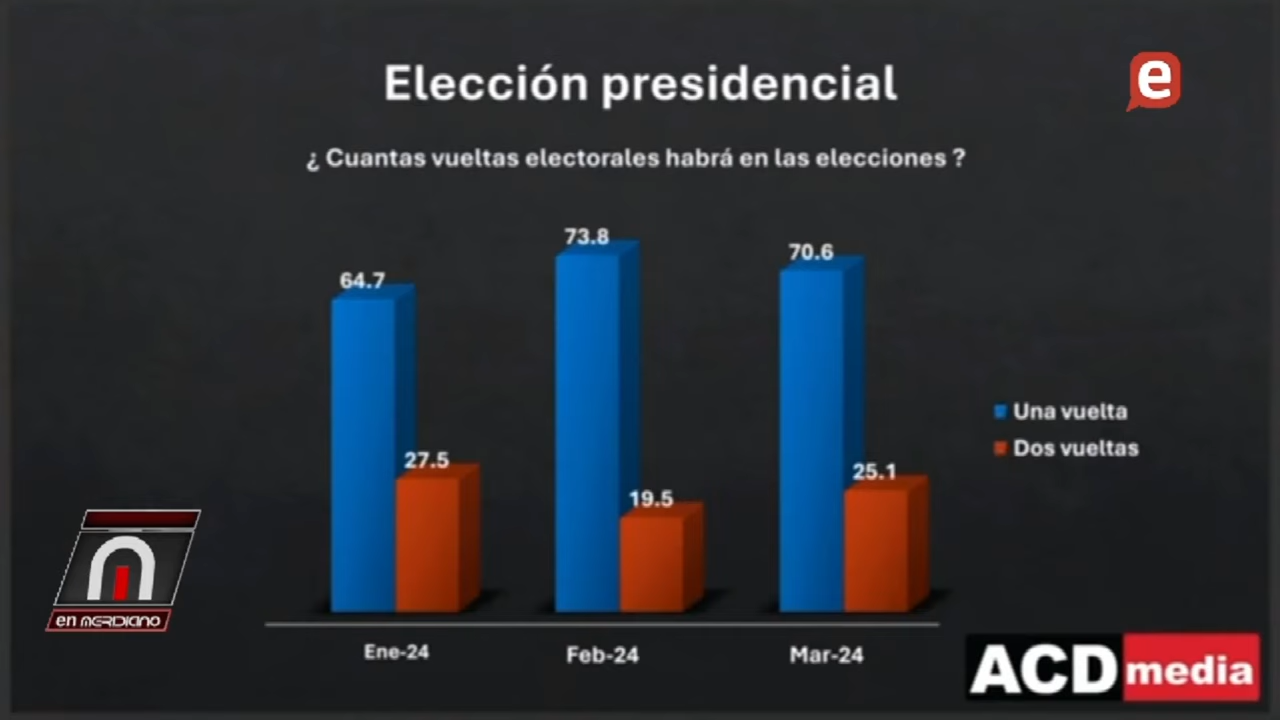 Elección presidencial
e
¿ Cuantas vueltas electorales habrá en las elecciones ?
73.8
70.6
64.7
27.5
25.1
19.5
Una vuelta
Dos vueltas
en MERIDIANO
Ene-24
Feb-24
Mar-24
ACD media